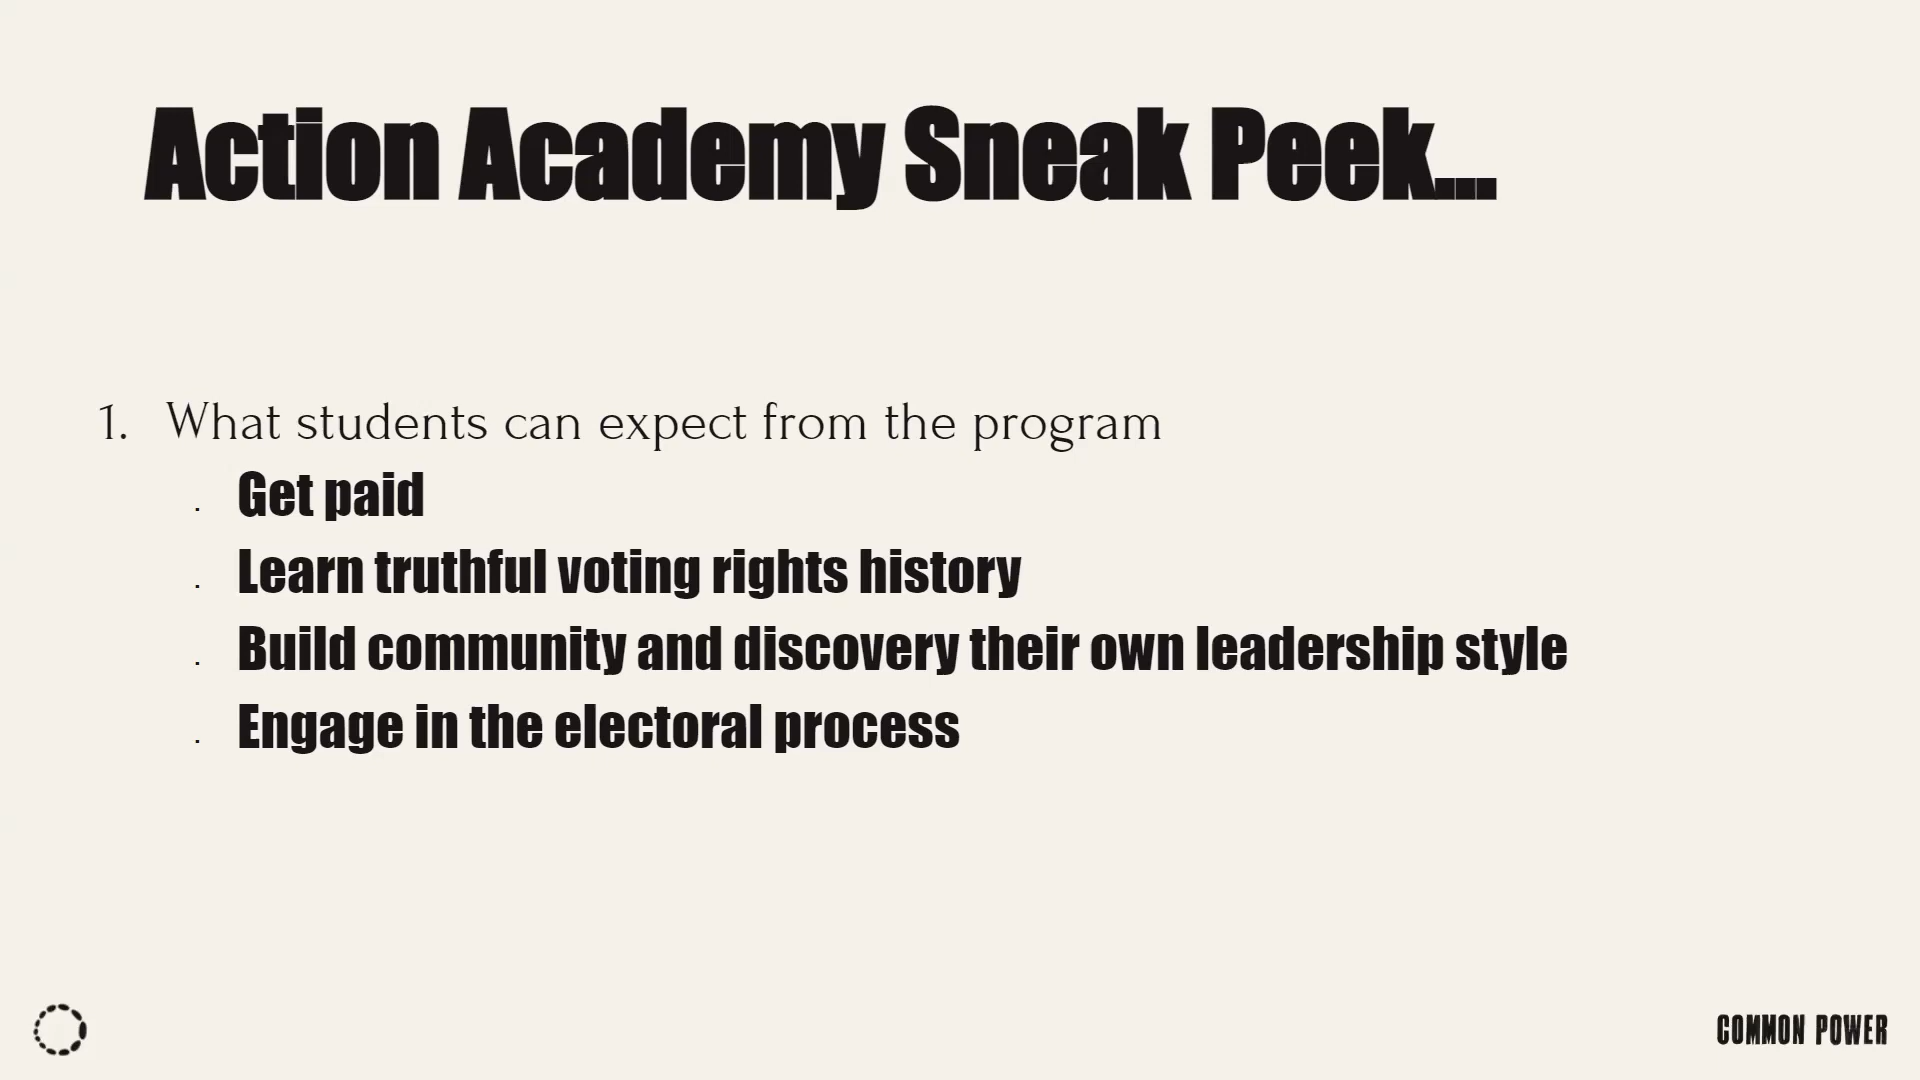 Action Academy Sneak Peek...
1. What students can expect from the program
. Get paid
. Learn truthful voting rights history
. Build community and discovery their own leadership style
. Engage in the electoral process
COMMON POWER